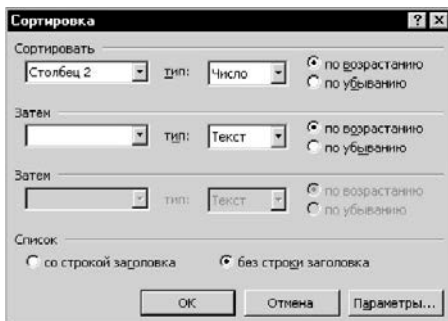 Сортировка
Сортировать
Столбец 2 тип: Число по возрастанию
по убыванию
Затем
тип: Текст по возрастанию
по убыванию
Затем
тип: Текст по возрастанию
по убыванию
Список
со строкой заголовка без строки заголовка
ОК Отмена Параметры...